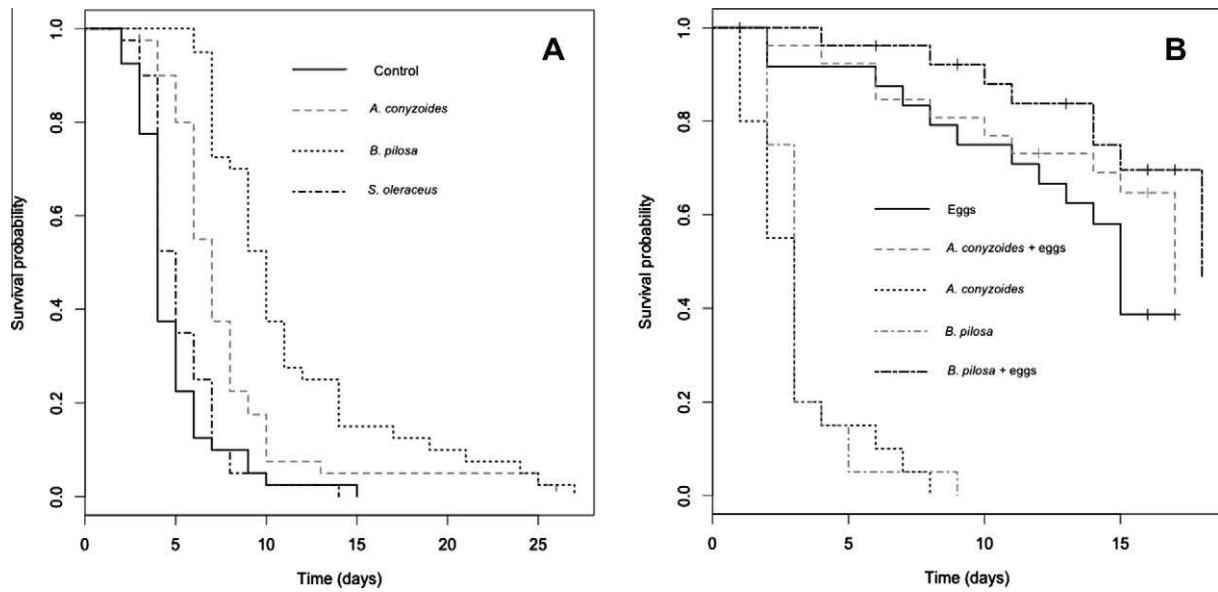 A
Control
A. conyzoides
B. pilosa
S. oleraceus
Survival probability
1.0
0.8
0.6
0.4
0.2
0.0
0 5 10 15 20 25
Time (days)
B
Eggs
A. conyzoides + eggs
A. conyzoides
B. pilosa
B. pilosa + eggs
Survival probability
1.0
0.8
0.6
0.4
0.2
0.0
0 5 10 15
Time (days)